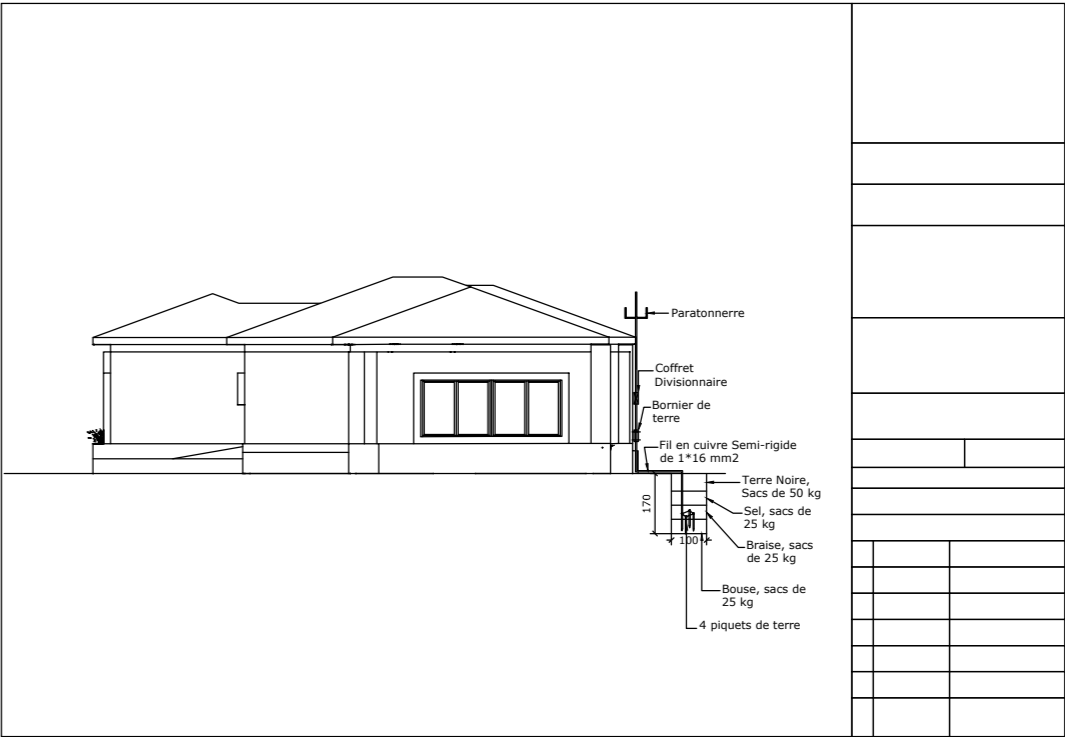 Paratonnerre
Coffret
Divisionnaire
Bornier de
terre
Fil en cuivre Semi-rigide
de 1*16 mm2
Terre Noire,
Sacs de 50 kg
170
Sel, sacs de
25 kg
100
Braise, sacs
de 25 kg
Bouse, sacs de
25 kg
4 piquets de terre